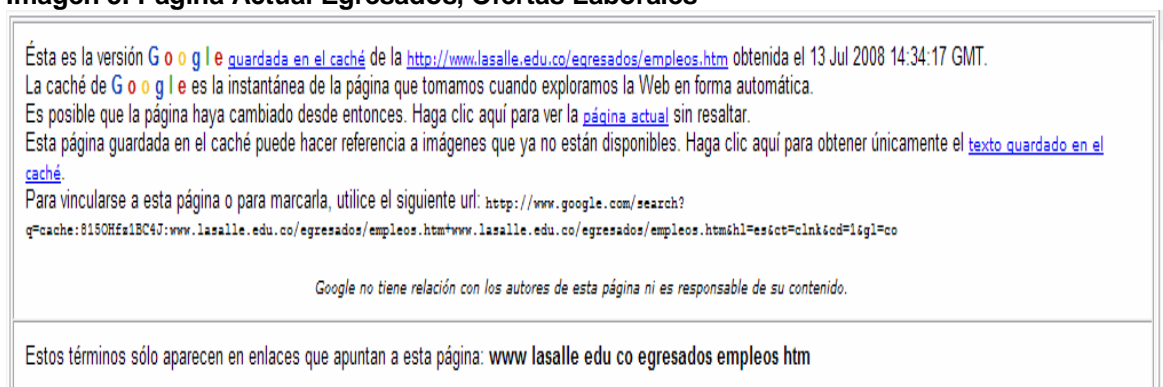 Imagen 6. Página Actual Egresados, Ofertas Laborales
Ésta es la versión Google guardada en el caché de la http://www.lasalle.edu.co/egresados/empleos.htm obtenida el 13 Jul 2008 14:34:17 GMT.
La caché de Google es la instantánea de la página que tomamos cuando exploramos la Web en forma automática.
Es posible que la página haya cambiado desde entonces. Haga clic aquí para ver la página actual sin resaltar.
Esta página guardada en el caché puede hacer referencia a imágenes que ya no están disponibles. Haga clic aquí para obtener únicamente el texto guardado en el
caché.
Para vincularse a esta página o para marcarla, utilice el siguiente url: http://www.google.com/search?
q=cache:815OHfs1BC4J:www.lasalle.edu.co/egresados/empleos.htm+www.lasalle.edu.co/egresados/empleos.htm&hl=es&ct=clnk&cd=1&gl=co
Google no tiene relación con los autores de esta página ni es responsable de su contenido.
Estos términos sólo aparecen en enlaces que apuntan a esta página: www lasalle edu co egresados empleos htm